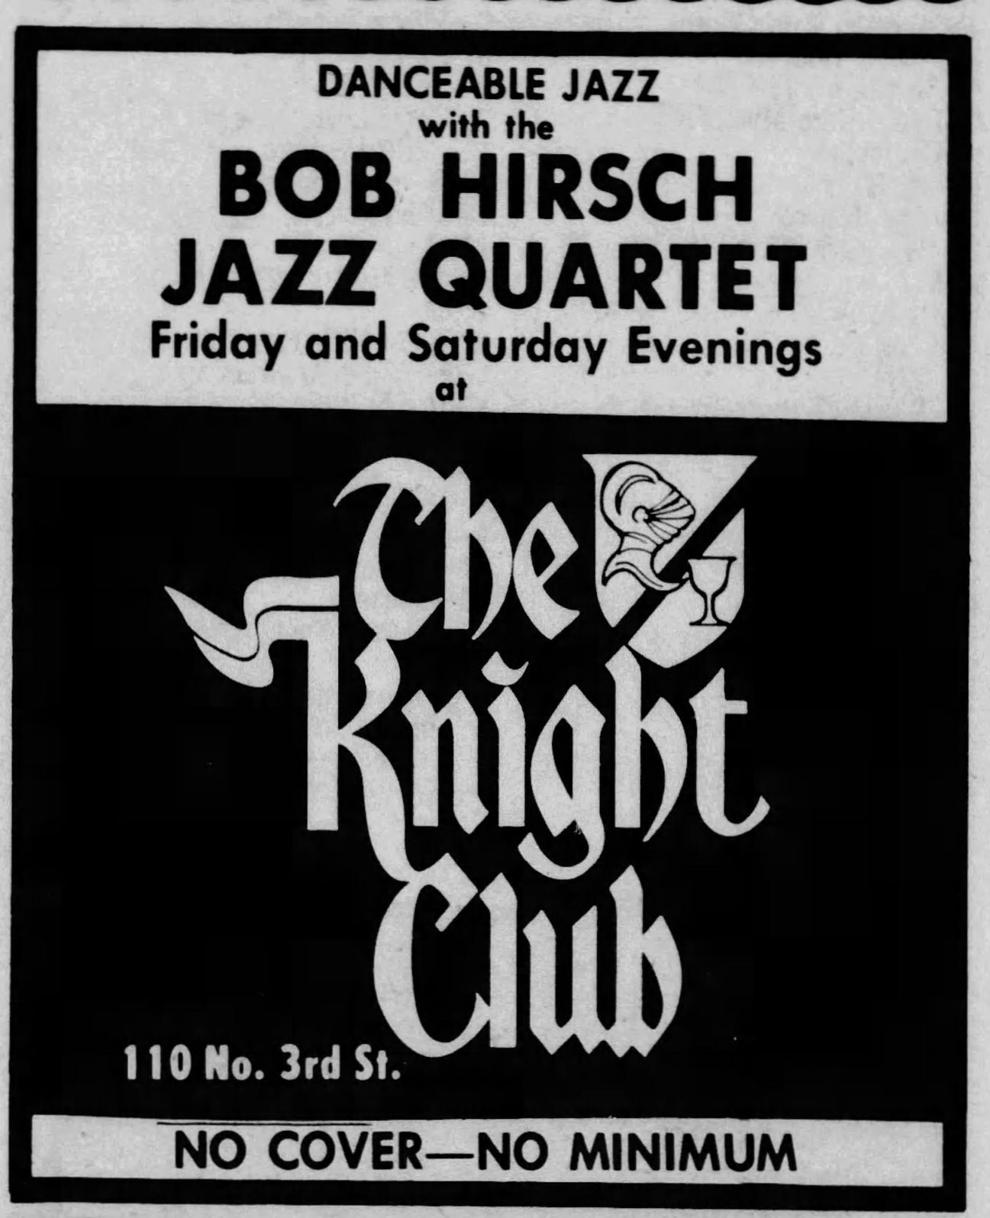 DANCEABLE JAZZ
with the
BOB HIRSCH
JAZZ QUARTET
Friday and Saturday Evenings
at
The
Knight
Club
110 No. 3rd St.
NO COVER—NO MINIMUM